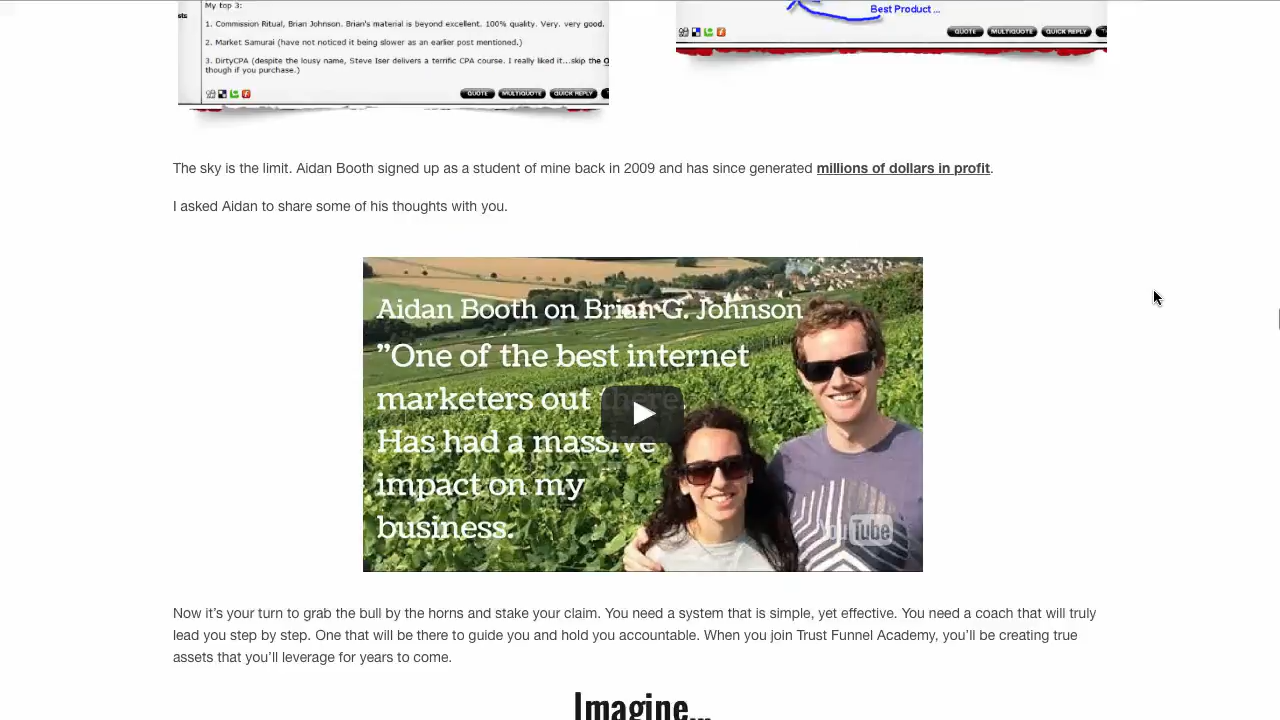 My top 3:
1. Commission Ritual, Brian Johnson. Brian's material is beyond excellent. 100% quality. Very. very good.
2. Market Samurai (have not noticed it being slower as an earlier post mentioned.)
3. DirtyCPA (despite the lousy name, Steve Iser delivers a terrific CPA course. I really liked it...skip the O
though if you purchase.)
QUOTE MULTIQUOTE QUICK REPLY
Best Product ...
QUOTE MULTIQUOTE QUICK REPLY
The sky is the limit. Aidan Booth signed up as a student of mine back in 2009 and has since generated millions of dollars in profit.
I asked Aidan to share some of his thoughts with you.
Aidan Booth on Brian G. Johnson
"One of the best internet
marketers out there
Has had a massive
impact on my
business.
YouTube
Now it's your turn to grab the bull by the horns and stake your claim. You need a system that is simple, yet effective. You need a coach that will truly
lead you step by step. One that will be there to guide you and hold you accountable. When you join Trust Funnel Academy, you'll be creating true
assets that you'll leverage for years to come.
Imagine...